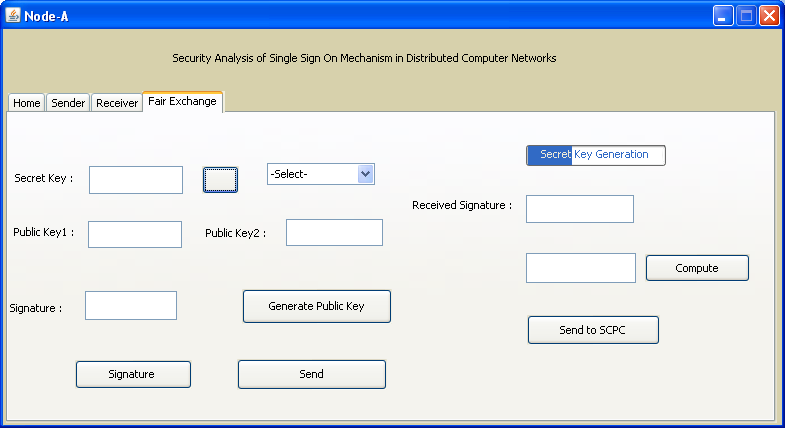 Node-A
Security Analysis of Single Sign On Mechanism in Distributed Computer Networks
Home Sender Receiver Fair Exchange
Secret Key Generation
Secret Key : -Select-
Received Signature :
Public Key1 : Public Key2 :
Compute
Signature : Generate Public Key
Send to SCPC
Signature Send